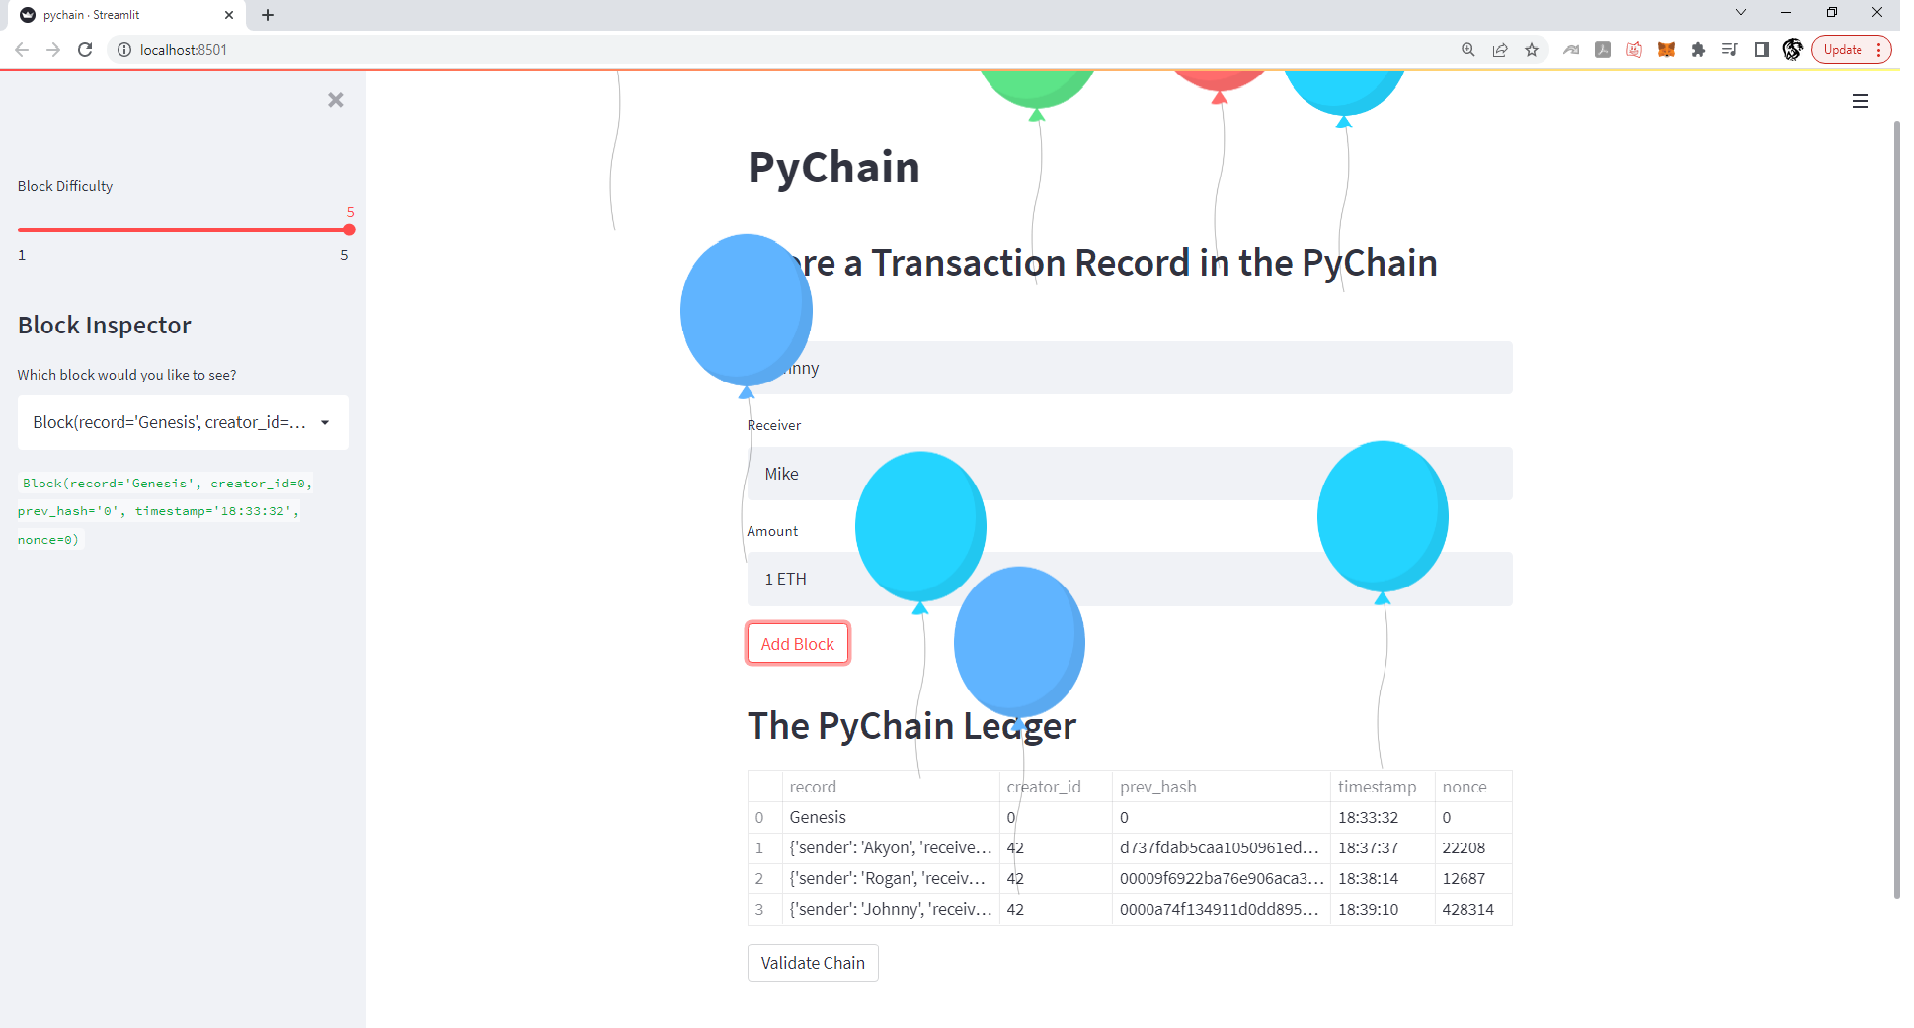 pychain · Streamlit
localhost:8501
Update
Block Difficulty
5
1 5
Block Inspector
Which block would you like to see?
Block(record='Genesis', creator_id=...
Block(record='Genesis', creator_id=0,
prev_hash='0', timestamp='18:33:32',
nonce=0)
PyChain
a Transaction Record in the PyChain
Receiver
Mike
Amount
1 ETH
Add Block
The PyChain Ledger
record creator_id prev_hash timestamp nonce
0 Genesis 0 0 18:33:32 0
1 {'sender': 'Akyon', 'receive... 42 d737fdab5caa1050961ed... 18:37:37 22208
2 {'sender': 'Rogan', 'receiv... 42 00009f6922ba76e906aca3... 18:38:14 12687
3 {'sender': 'Johnny', 'receiv... 42 0000a74f134911d0dd895... 18:39:10 428314
Validate Chain